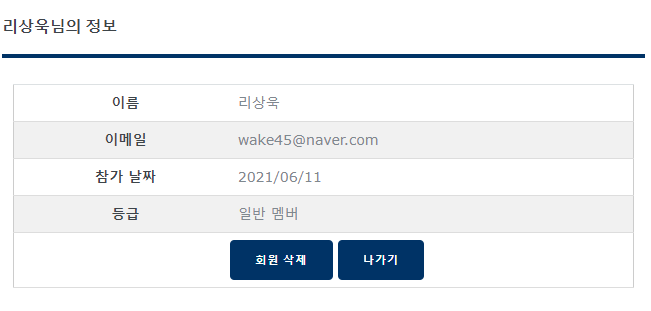 리상욱님의 정보
이름 리상욱
이메일 wake45@naver.com
참가 날짜 2021/06/11
등급 일반 멤버
회원 삭제 나가기